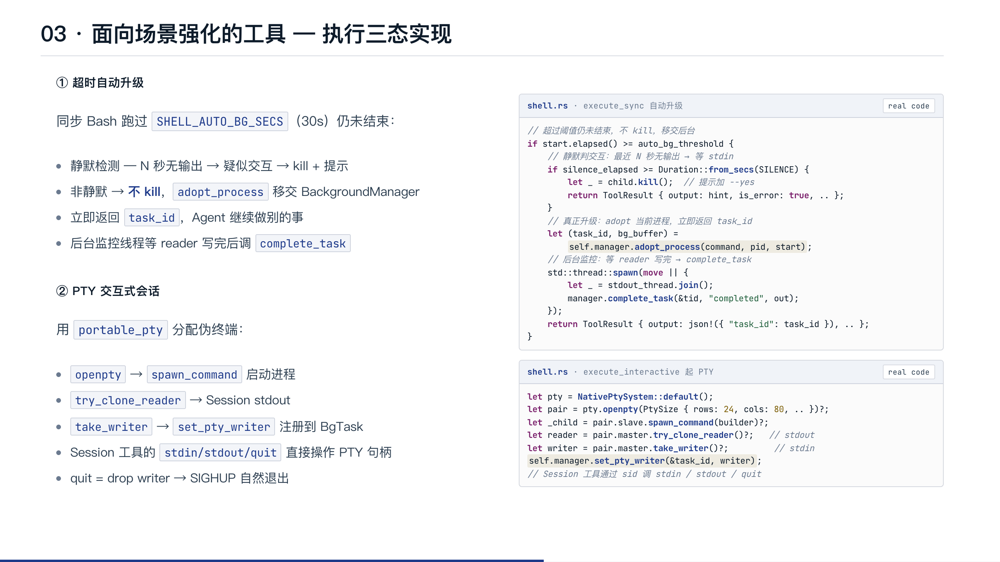 03 · 面向场景强化的工具 — 执行三态实现
① 超时自动升级
同步 Bash 跑过 SHELL_AUTO_BG_SECS（30s）仍未结束：
• 静默检测 — N 秒无输出 → 疑似交互 → kill + 提示
• 非静默 → 不 kill，adopt_process 移交 BackgroundManager
• 立即返回 task_id，Agent 继续做别的事
• 后台监控线程等 reader 写完后调 complete_task
② PTY 交互式会话
用 portable_pty 分配伪终端：
• openpty → spawn_command 启动进程
• try_clone_reader → Session stdout
• take_writer → set_pty_writer 注册到 BgTask
• Session 工具的 stdin/stdout/quit 直接操作 PTY 句柄
• quit = drop writer → SIGHUP 自然退出
shell.rs · execute_sync 自动升级 real code
// 超过阈值仍未结束，不 kill，移交后台
if start.elapsed() >= auto_bg_threshold {
    // 静默判交互：最近 N 秒无输出 → 等 stdin
    if silence_elapsed >= Duration::from_secs(SILENCE) {
        let _ = child.kill();  // 提示加 --yes
        return ToolResult { output: hint, is_error: true, .. };
    }
    // 真正升级：adopt 当前进程，立即返回 task_id
    let (task_id, bg_buffer) =
        self.manager.adopt_process(command, pid, start);
    // 后台监控：等 reader 写完 → complete_task
    std::thread::spawn(move || {
        let _ = stdout_thread.join();
        manager.complete_task(&tid, "completed", out);
    });
    return ToolResult { output: json!({ "task_id": task_id }), .. };
}
shell.rs · execute_interactive 起 PTY real code
let pty = NativePtySystem::default();
let pair = pty.openpty(PtySize { rows: 24, cols: 80, .. })?;
let _child = pair.slave.spawn_command(builder)?;
let reader = pair.master.try_clone_reader()?;   // stdout
let writer = pair.master.take_writer()?;         // stdin
self.manager.set_pty_writer(&task_id, writer);
// Session 工具通过 sid 调 stdin / stdout / quit